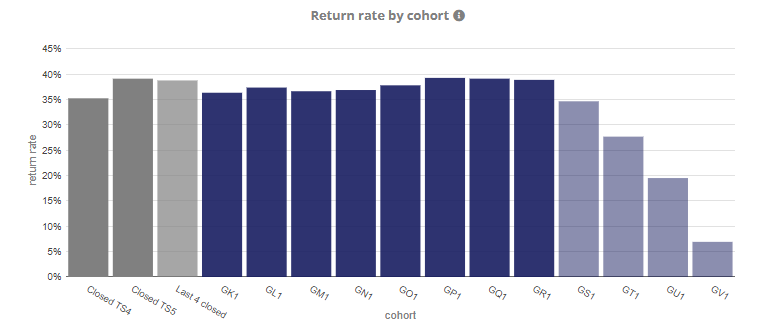 Return rate by cohort
45%
40%
35%
30%
25%
20%
15%
10%
5%
0%
return rate
Closed TS4
Closed TS5
Last 4 closed
GK1
GL1
GM1
GN1
GO1
GP1
GQ1
GR1
GS1
GT1
GU1
GV1
cohort